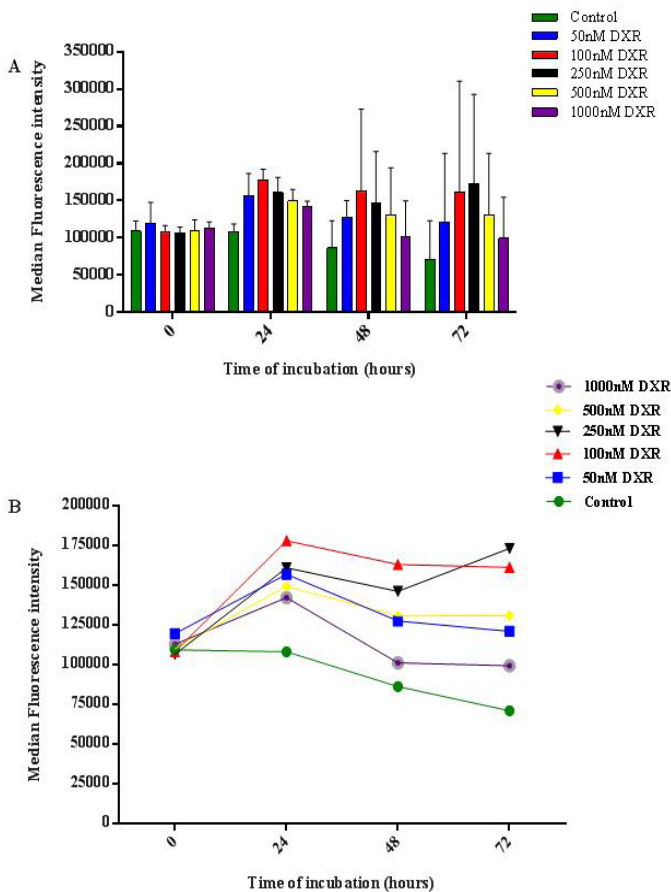 Control
50nM DXR
100nM DXR
250nM DXR
500nM DXR
1000nM DXR
A
Median Fluorescence intensity
350000
300000
250000
200000
150000
100000
50000
0
0
24
48
72
Time of incubation (hours)
1000nM DXR
500nM DXR
250nM DXR
100nM DXR
50nM DXR
Control
B
Median Fluorescence intensity
200000
175000
150000
125000
100000
75000
50000
25000
0
0
24
48
72
Time of incubation (hours)